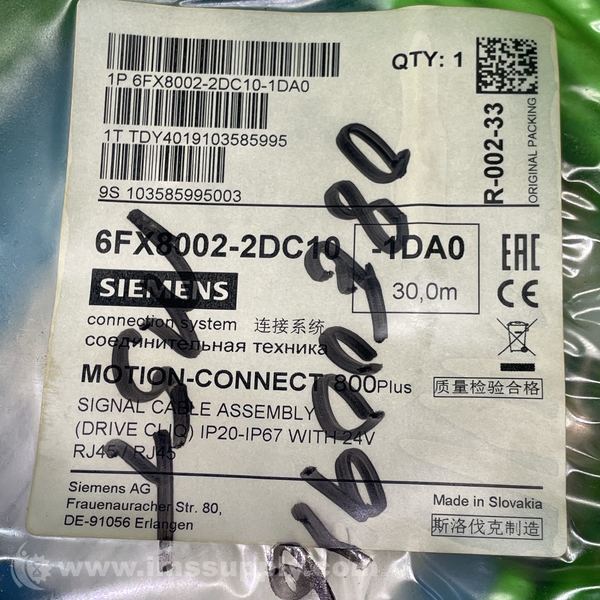 1P 6FX8002-2DC10-1DA0
QTY: 1
1T TDY4019103585995
9S 103585995003
R-002-33
ORIGINAL PACKING
6FX8002-2DC10 -1DA0
30,0m
EAC
CE
SIEMENS
connection system 连接系统
соединительная техника
MOTION-CONNECT 800Plus
质量检验合格
SIGNAL CABLE ASSEMBLY
(DRIVE CLIQ) IP20-IP67 WITH 24V
RJ45 / RJ45
Siemens AG
Frauenauracher Str. 80,
DE-91056 Erlangen
Made in Slovakia
斯洛伐克制造